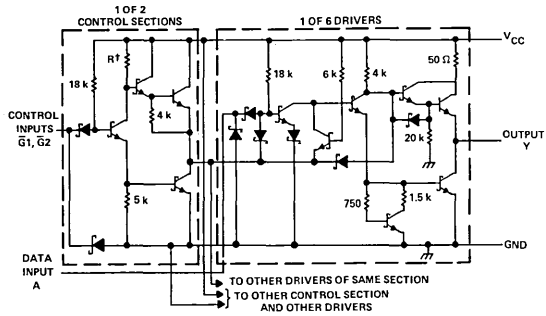 1 OF 2
CONTROL SECTIONS
1 OF 6 DRIVERS
VCC
R†
18 k
4 k
18 k
6 k
4 k
50 Ω
CONTROL
INPUTS
G̅1, G̅2
20 k
OUTPUT
Y
5 k
750
1.5 k
GND
DATA
INPUT
A
TO OTHER DRIVERS OF SAME SECTION
TO OTHER CONTROL SECTION
AND OTHER DRIVERS